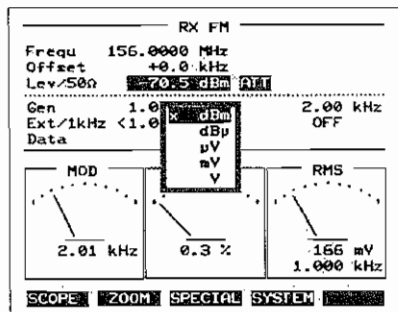 RX FM
Frequ 156.0000 MHz
Offset +0.0 kHz
Lev/50Ω -70.5 dBm ATT
Gen 1.0 2.00 kHz
Ext/1kHz <1.0 OFF
Data
x dBm
dBµ
µV
mV
V
MOD
2.01 kHz
0.3 %
RMS
166 mV
1.000 kHz
SCOPE ZOOM SPECIAL SYSTEM